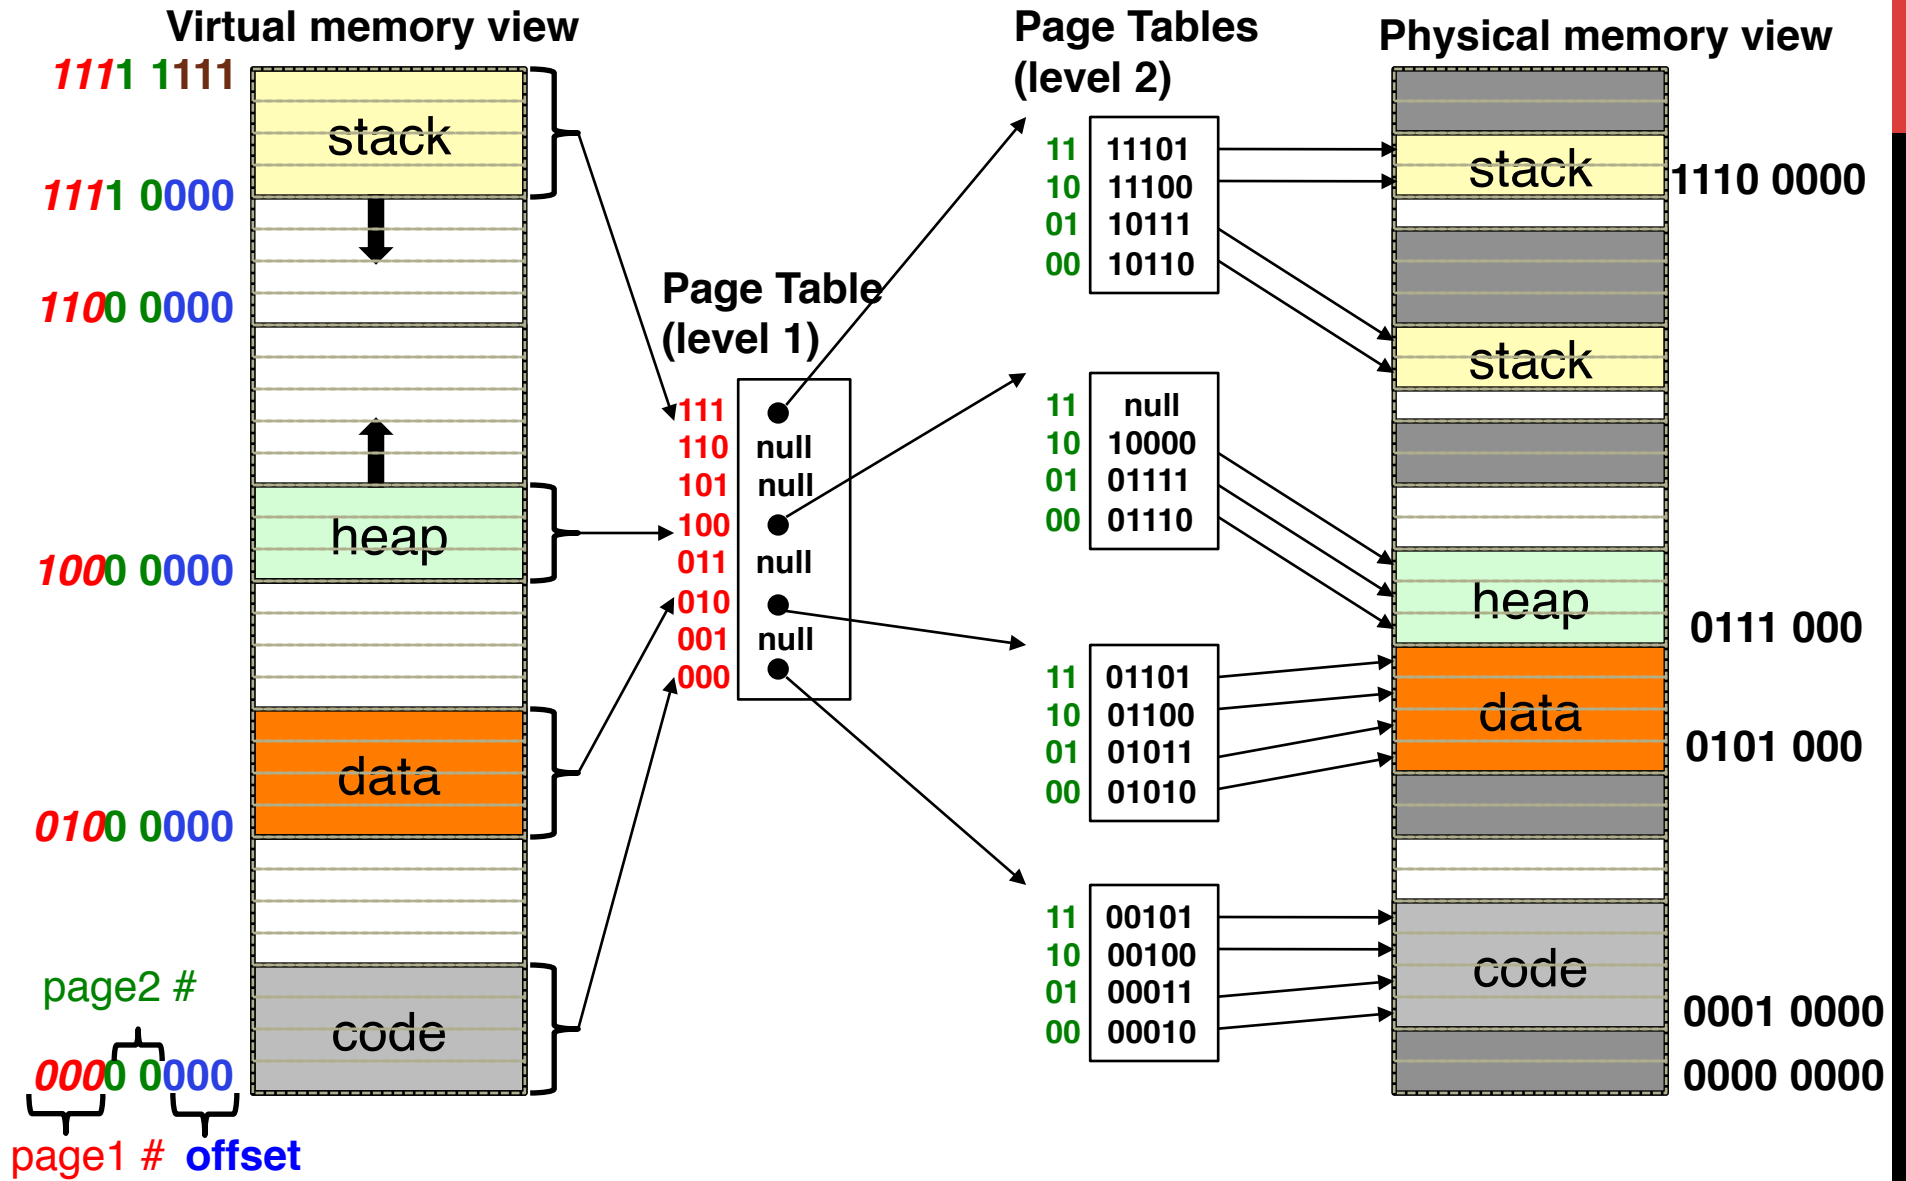 Virtual memory view
1111 1111
stack
1111 0000
1100 0000
heap
1000 0000
data
0100 0000
page2 #
code
0000 0000
page1 # offset
Page Table
(level 1)
111
110 null
101 null
100
011 null
010
001 null
000
Page Tables
(level 2)
11 11101
10 11100
01 10111
00 10110
11 null
10 10000
01 01111
00 01110
11 01101
10 01100
01 01011
00 01010
11 00101
10 00100
01 00011
00 00010
Physical memory view
stack 1110 0000
stack
heap
0111 000
data
0101 000
code
0001 0000
0000 0000